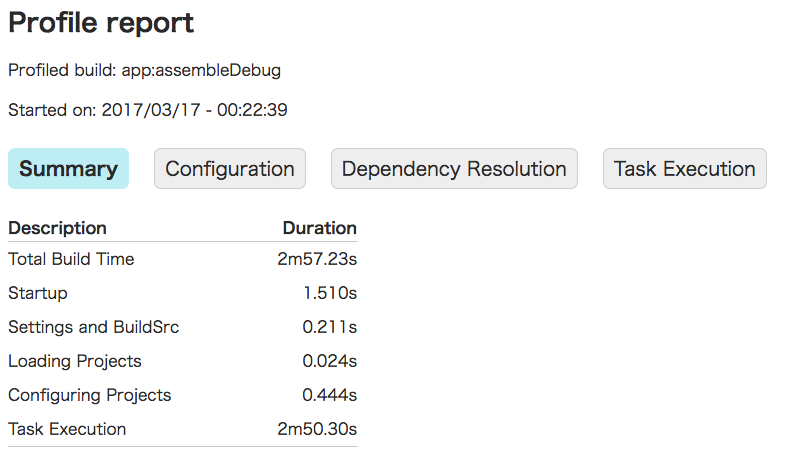 Profile report
Profiled build: app:assembleDebug
Started on: 2017/03/17 - 00:22:39
Summary Configuration Dependency Resolution Task Execution
Description Duration
Total Build Time 2m57.23s
Startup 1.510s
Settings and BuildSrc 0.211s
Loading Projects 0.024s
Configuring Projects 0.444s
Task Execution 2m50.30s